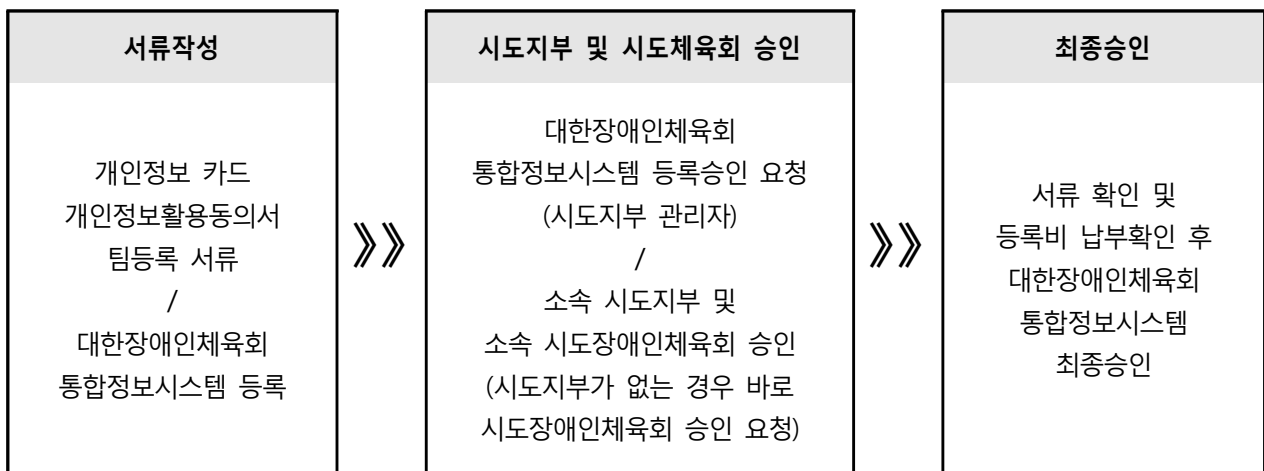 서류작성
개인정보 카드
개인정보활용동의서
팀등록 서류
/
대한장애인체육회
통합정보시스템 등록
》》
시도지부 및 시도체육회 승인
대한장애인체육회
통합정보시스템 등록승인 요청
(시도지부 관리자)
/
소속 시도지부 및
소속 시도장애인체육회 승인
(시도지부가 없는 경우 바로
시도장애인체육회 승인 요청)
》》
최종승인
서류 확인 및
등록비 납부확인 후
대한장애인체육회
통합정보시스템
최종승인